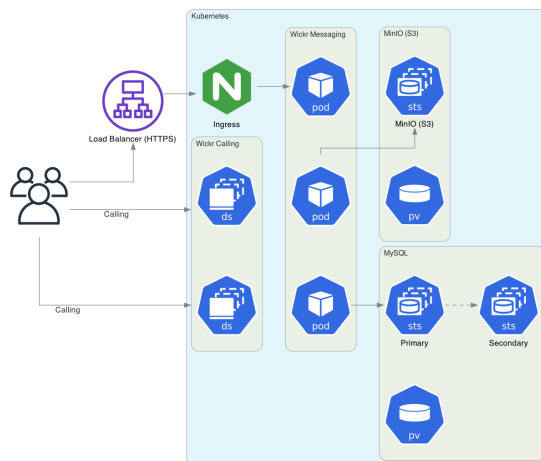 Kubernetes
Wickr Messaging
MinIO (S3)
pod
sts
Ingress
MinIO (S3)
Load Balancer (HTTPS)
Wickr Calling
ds
pod
pv
Calling
MySQL
ds
pod
sts
sts
Calling
Primary
Secondary
pv